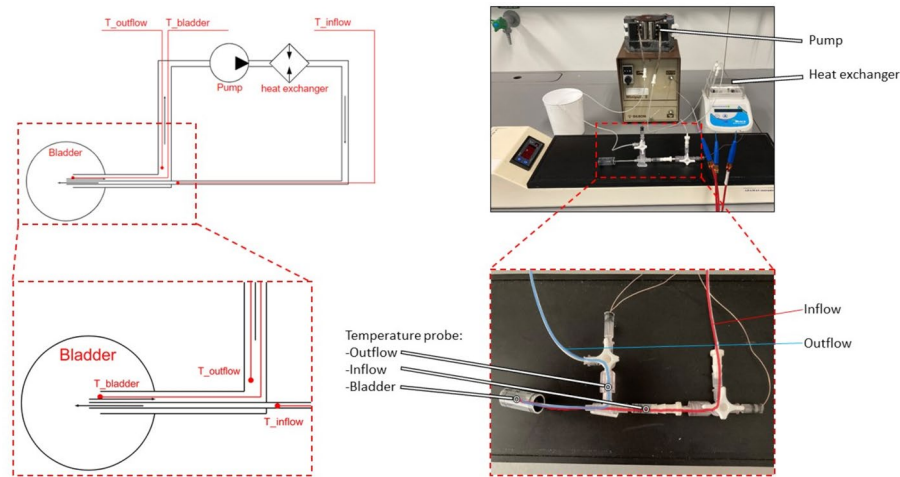 T_outflow
T_bladder
T_inflow
Pump
heat exchanger
Bladder
Pump
Heat exchanger
Bladder
T_bladder
T_outflow
T_inflow
Temperature probe:
-Outflow
-Inflow
-Bladder
Inflow
Outflow